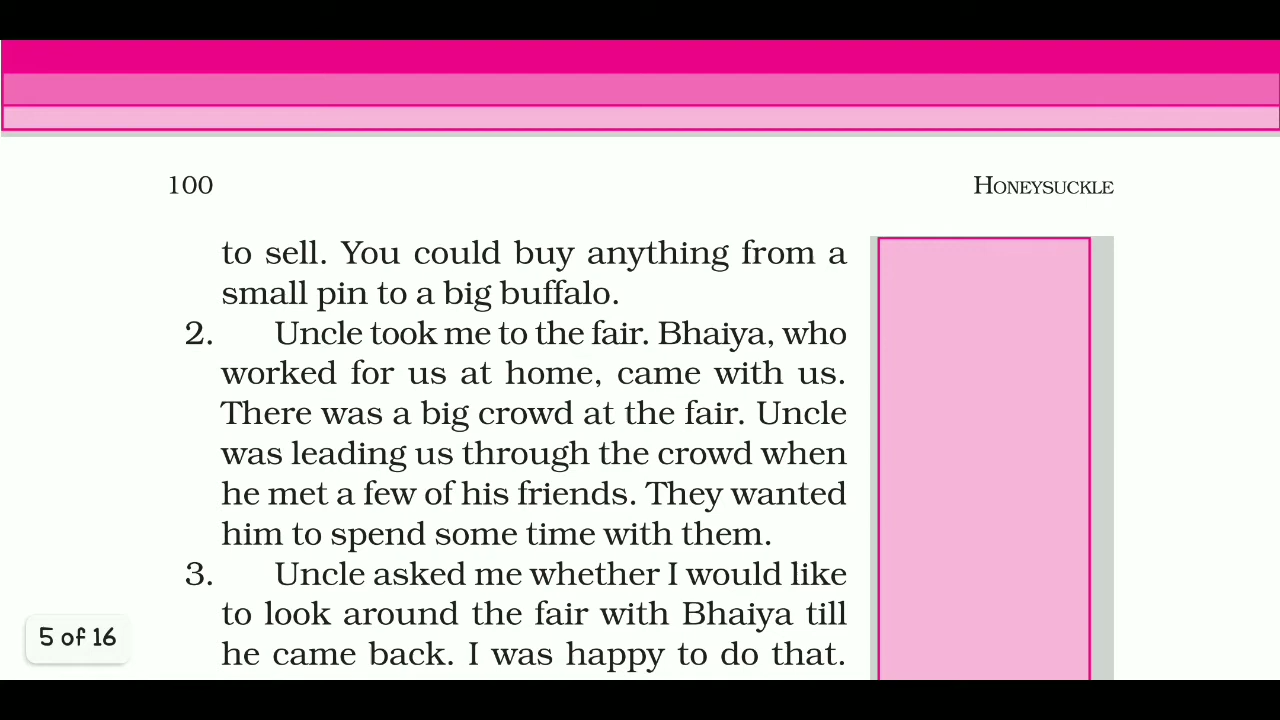 100
HONEYSUCKLE
to sell. You could buy anything from a
small pin to a big buffalo.
2. Uncle took me to the fair. Bhaiya, who
worked for us at home, came with us.
There was a big crowd at the fair. Uncle
was leading us through the crowd when
he met a few of his friends. They wanted
him to spend some time with them.
3. Uncle asked me whether I would like
to look around the fair with Bhaiya till
he came back. I was happy to do that.
5 of 16